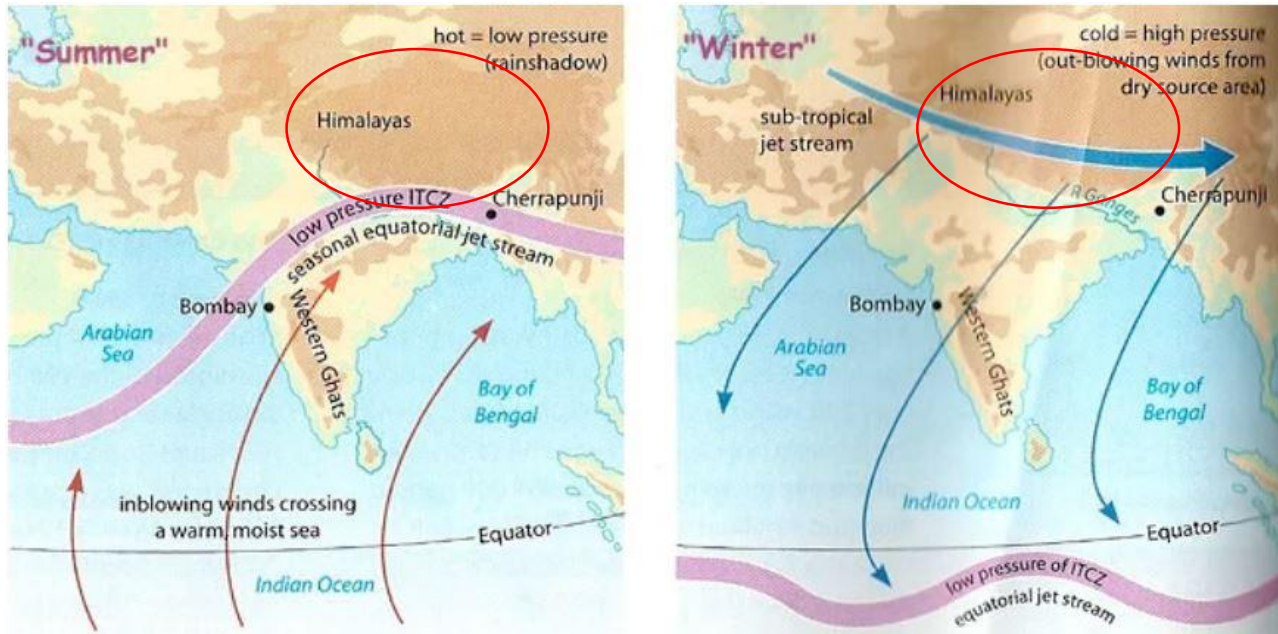 "Summer"
hot = low pressure
(rainshadow)
Himalayas
Cherrapunji
low pressure ITCZ
seasonal equatorial jet stream
Bombay
Western Ghats
Arabian
Sea
Bay of
Bengal
inblowing winds crossing
a warm, moist sea
Equator
Indian Ocean
"Winter"
cold = high pressure
(out-blowing winds from
dry source area)
Himalayas
sub-tropical
jet stream
R Ganges
Cherrapunji
Bombay
Western Ghats
Arabian
Sea
Bay of
Bengal
Indian Ocean
Equator
low pressure of ITCZ
equatorial jet stream